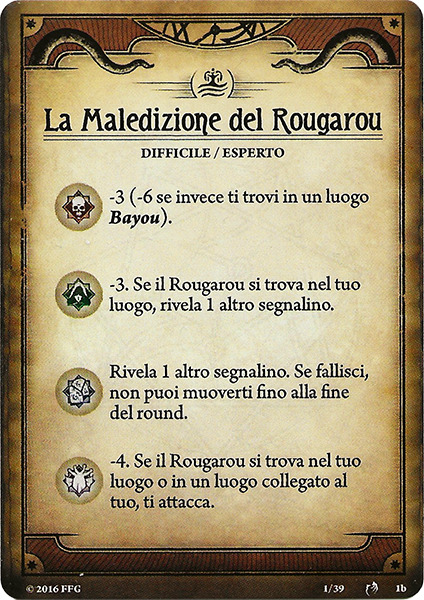 La Maledizione del Rougarou
DIFFICILE / ESPERTO
-3 (-6 se invece ti trovi in un luogo
Bayou).
-3. Se il Rougarou si trova nel tuo
luogo, rivela 1 altro segnalino.
Rivela 1 altro segnalino. Se fallisci,
non puoi muoverti fino alla fine
del round.
-4. Se il Rougarou si trova nel tuo
luogo o in un luogo collegato al
tuo, ti attacca.
© 2016 FFG
1/39
1b